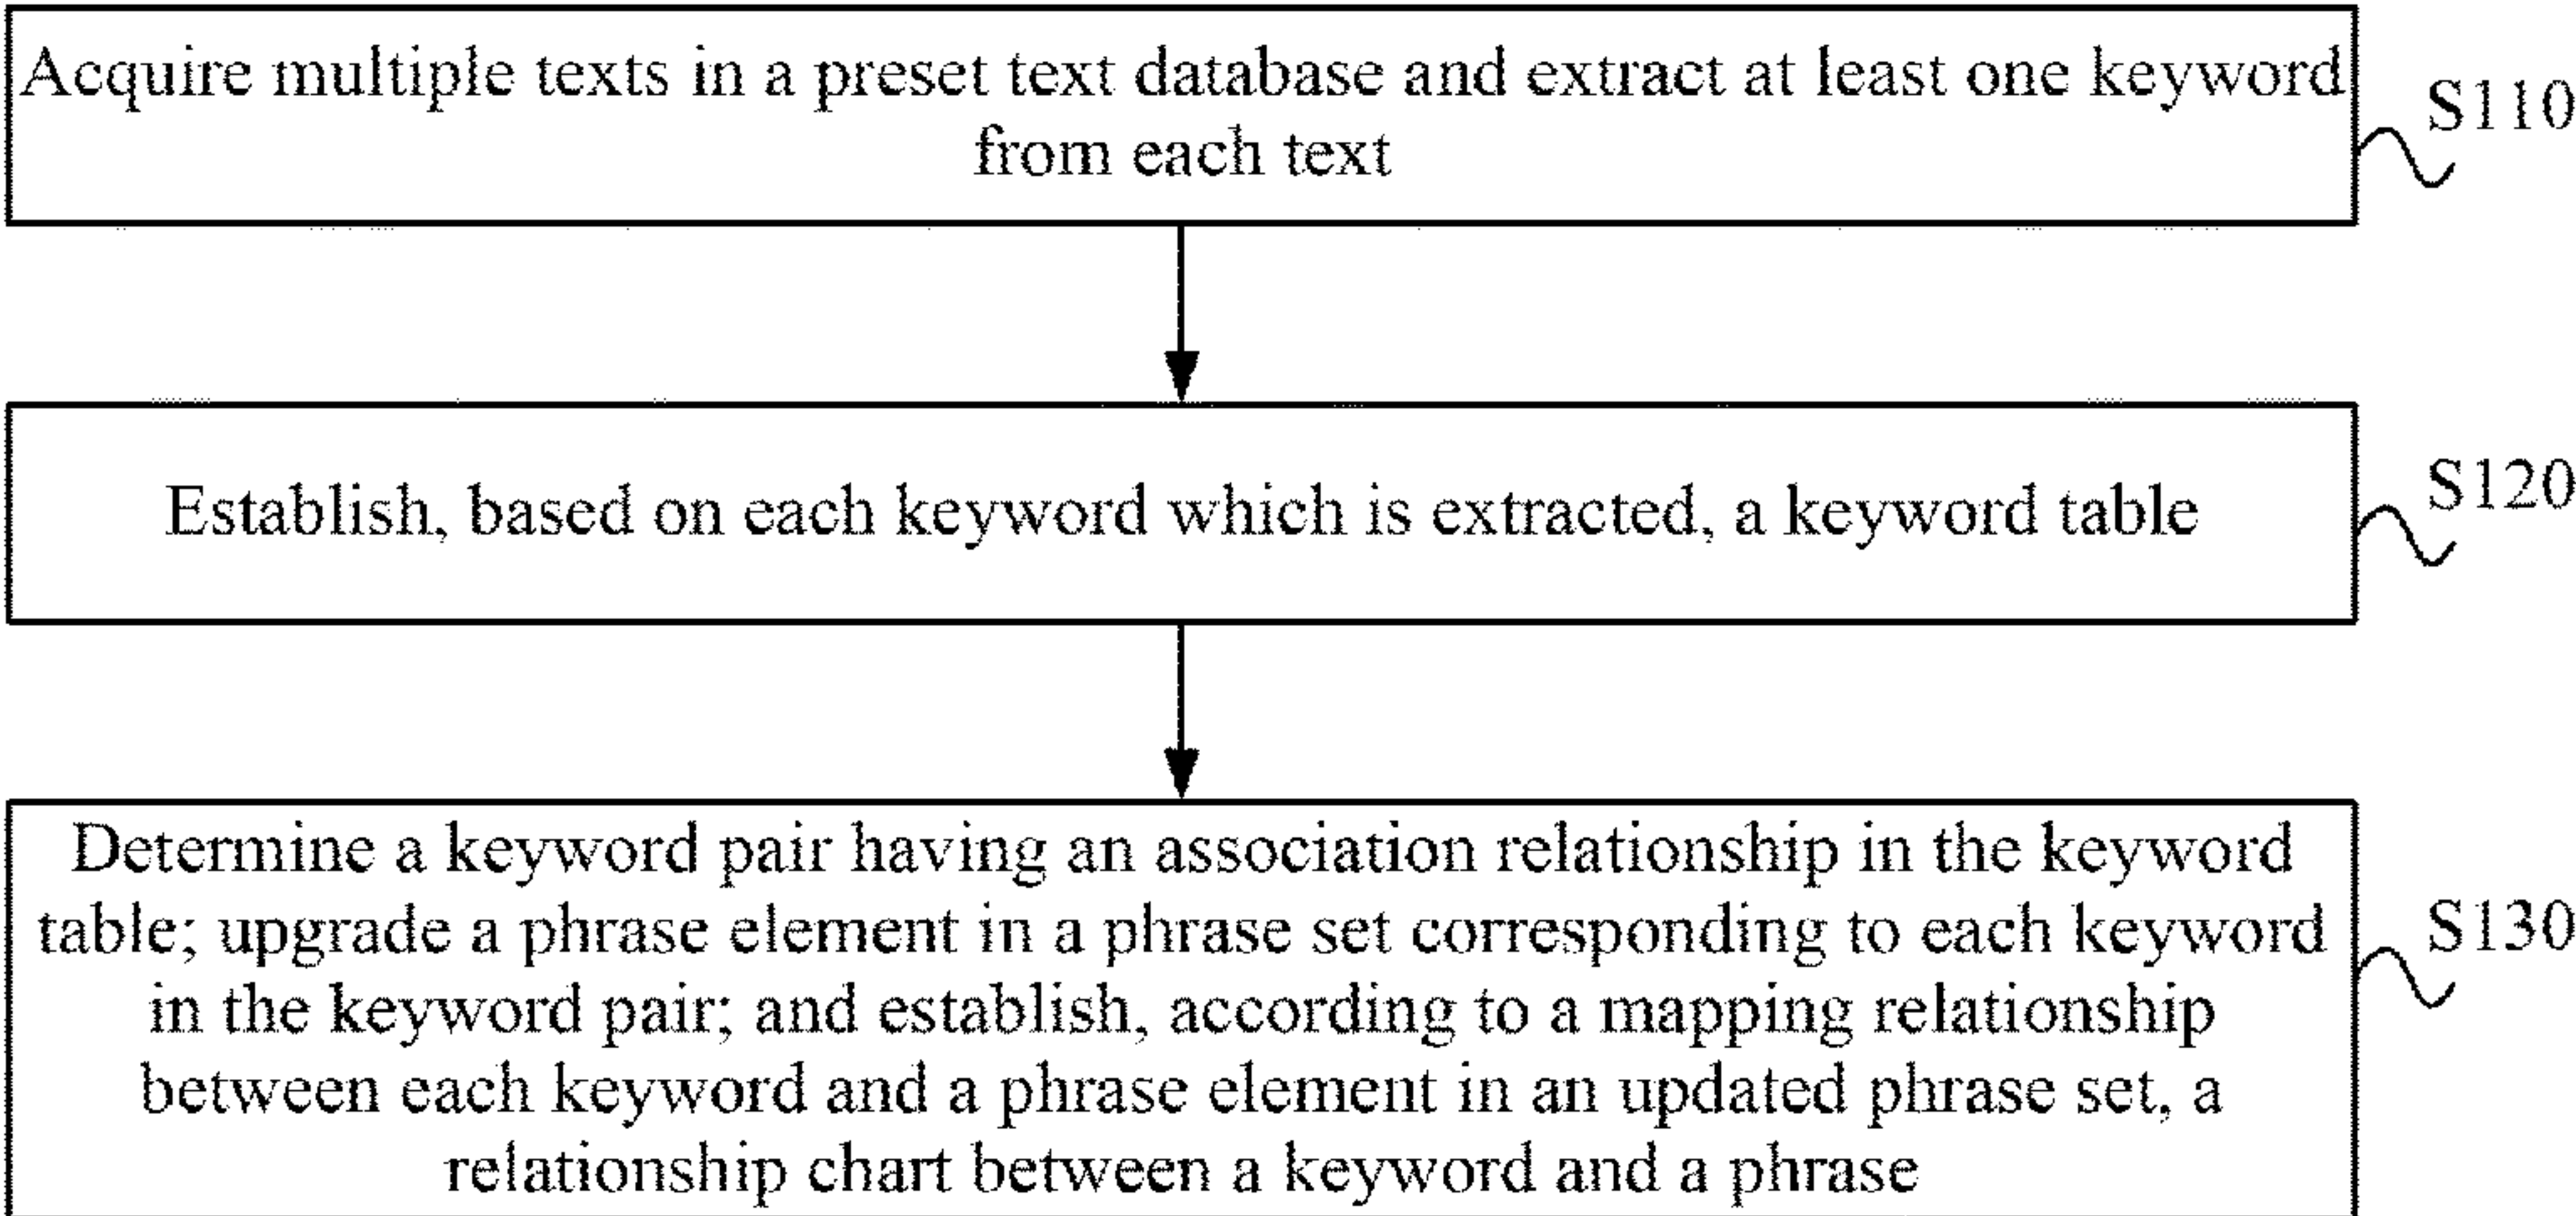 Acquire multiple texts in a preset text database and extract at least one keyword
from each text
S110
Establish, based on each keyword which is extracted, a keyword table
S120
Determine a keyword pair having an association relationship in the keyword
table; upgrade a phrase element in a phrase set corresponding to each keyword
in the keyword pair; and establish, according to a mapping relationship
between each keyword and a phrase element in an updated phrase set, a
relationship chart between a keyword and a phrase
S130